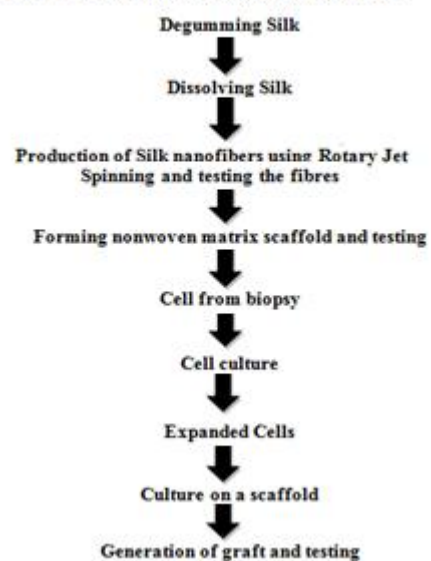 Degumming Silk
Dissolving Silk
Production of Silk nanofibers using Rotary Jet
Spinning and testing the fibres
Forming nonwoven matrix scaffold and testing
Cell from biopsy
Cell culture
Expanded Cells
Culture on a scaffold
Generation of graft and testing